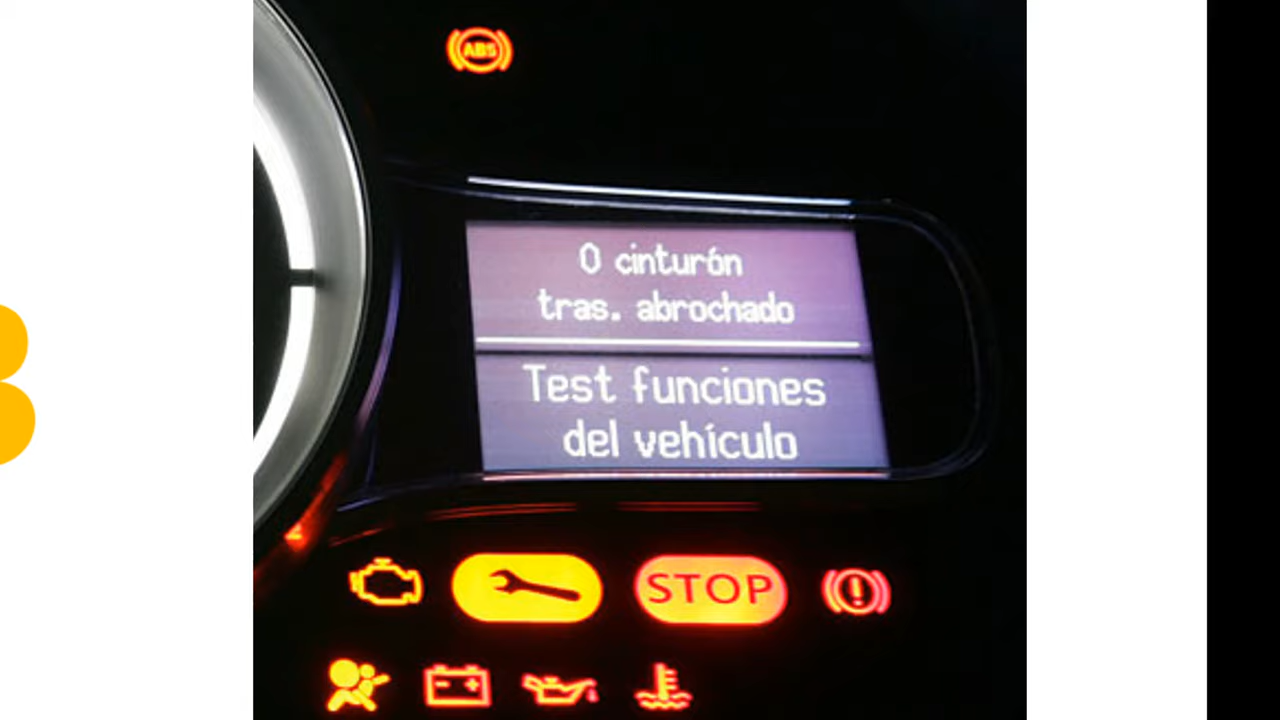 ABS
0 cinturón
tras. abrochado
Test funciones
del vehículo
STOP